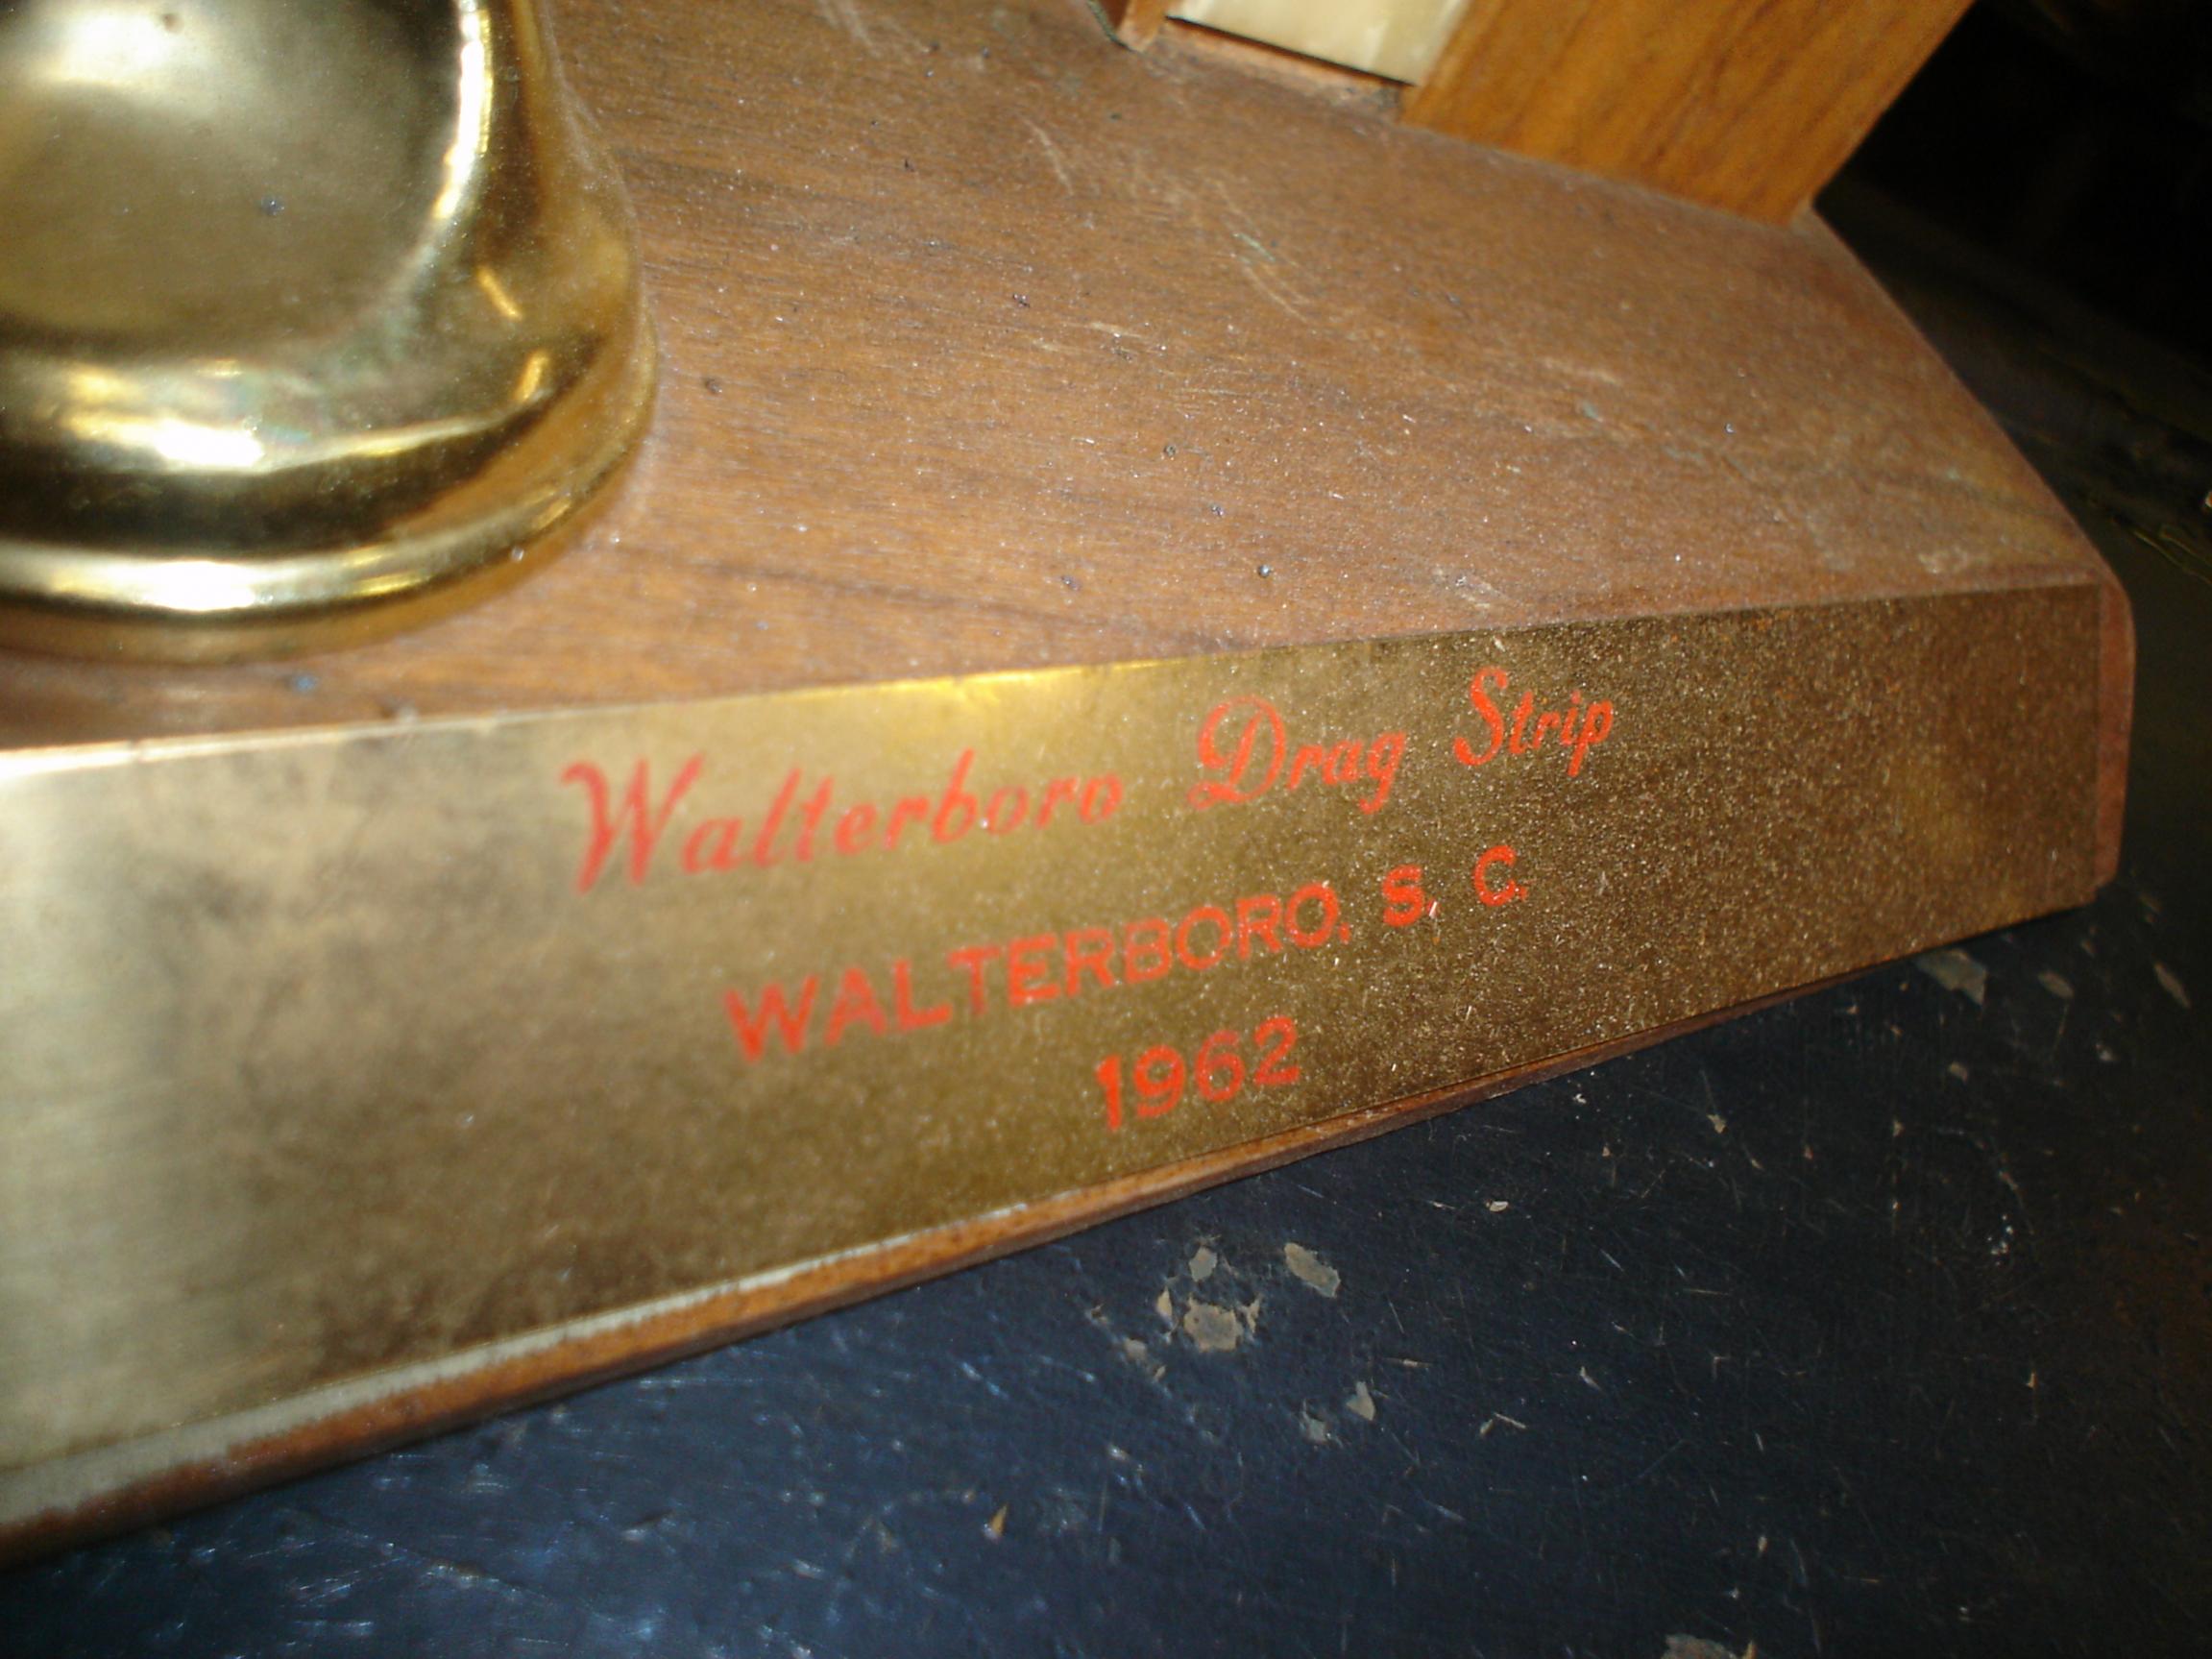 Walterboro Drag Strip
WALTERBORO, S. C.
1962